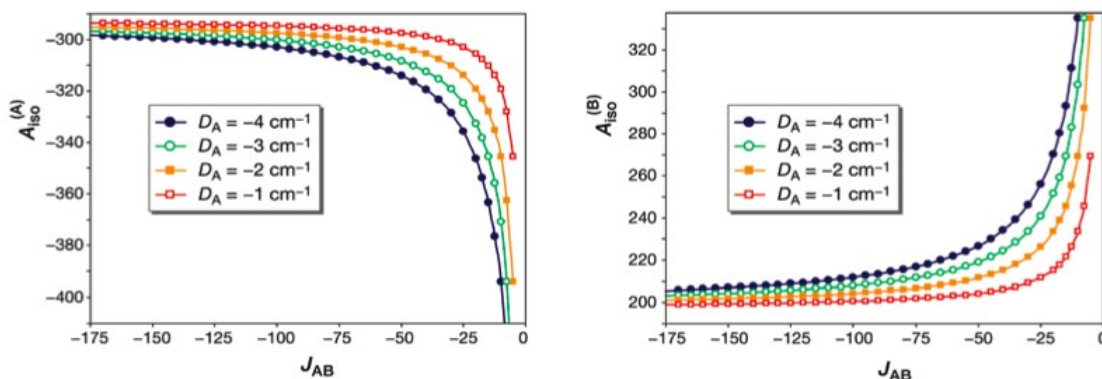 −300
−320
−340
−360
−380
−400
A_iso^(A)
D_A = −4 cm⁻¹
D_A = −3 cm⁻¹
D_A = −2 cm⁻¹
D_A = −1 cm⁻¹
−175 −150 −125 −100 −75 −50 −25 0
J_AB
320
300
280
260
240
220
200
A_iso^(B)
D_A = −4 cm⁻¹
D_A = −3 cm⁻¹
D_A = −2 cm⁻¹
D_A = −1 cm⁻¹
−175 −150 −125 −100 −75 −50 −25 0
J_AB